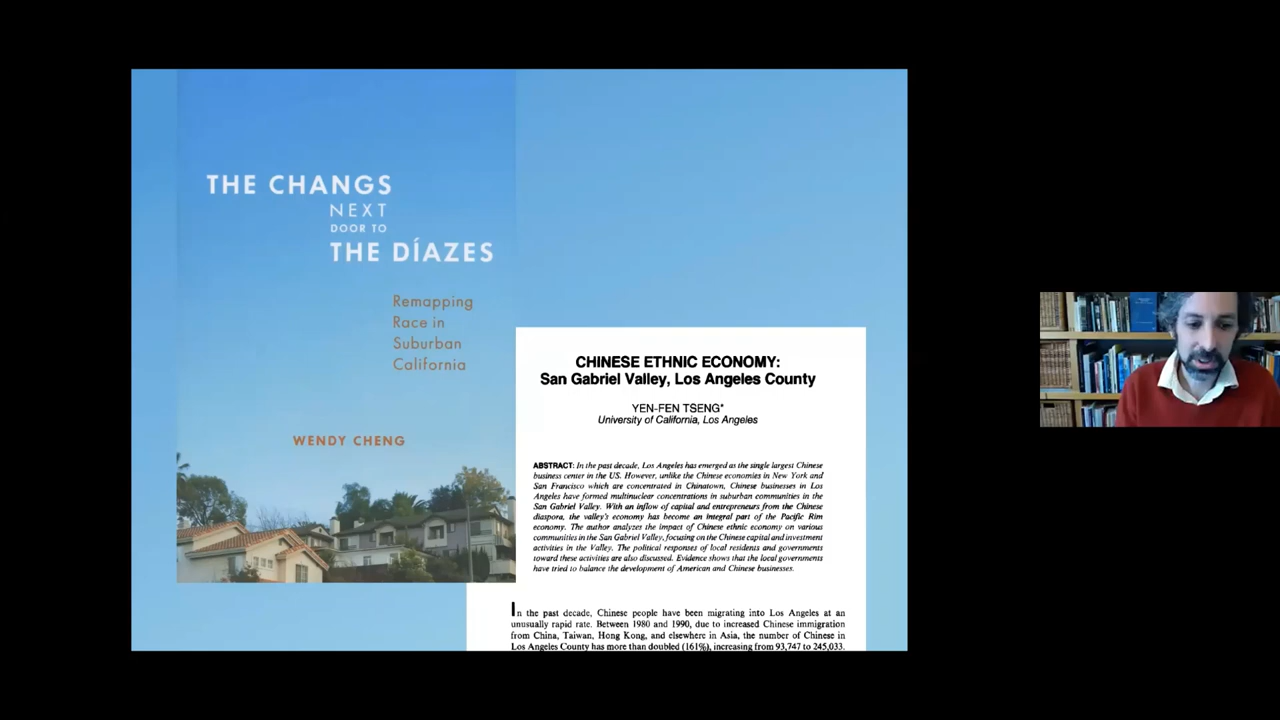 THE CHANGS
NEXT
DOOR TO
THE DÍAZES
Remapping
Race in
Suburban
California
WENDY CHENG
CHINESE ETHNIC ECONOMY:
San Gabriel Valley, Los Angeles County
YEN-FEN TSENG*
University of California, Los Angeles
ABSTRACT: In the past decade, Los Angeles has emerged as the single largest Chinese
business center in the US. However, unlike the Chinese economies in New York and
San Francisco which are concentrated in Chinatown, Chinese businesses in Los
Angeles have formed multinuclear concentrations in suburban communities in the
San Gabriel Valley. With an inflow of capital and entrepreneurs from the Chinese
diaspora, the valley's economy has become an integral part of the Pacific Rim
economy. The author analyzes the impact of Chinese ethnic economy on various
communities in the San Gabriel Valley, focusing on the Chinese capital and investment
activities in the Valley. The political responses of local residents and governments
toward these activities are also discussed. Evidence shows that the local governments
have tried to balance the development of American and Chinese businesses.
In the past decade, Chinese people have been migrating into Los Angeles at an
unusually rapid rate. Between 1980 and 1990, due to increased Chinese immigration
from China, Taiwan, Hong Kong, and elsewhere in Asia, the number of Chinese in
Los Angeles County has more than doubled (161%), increasing from 93,747 to 245,033.